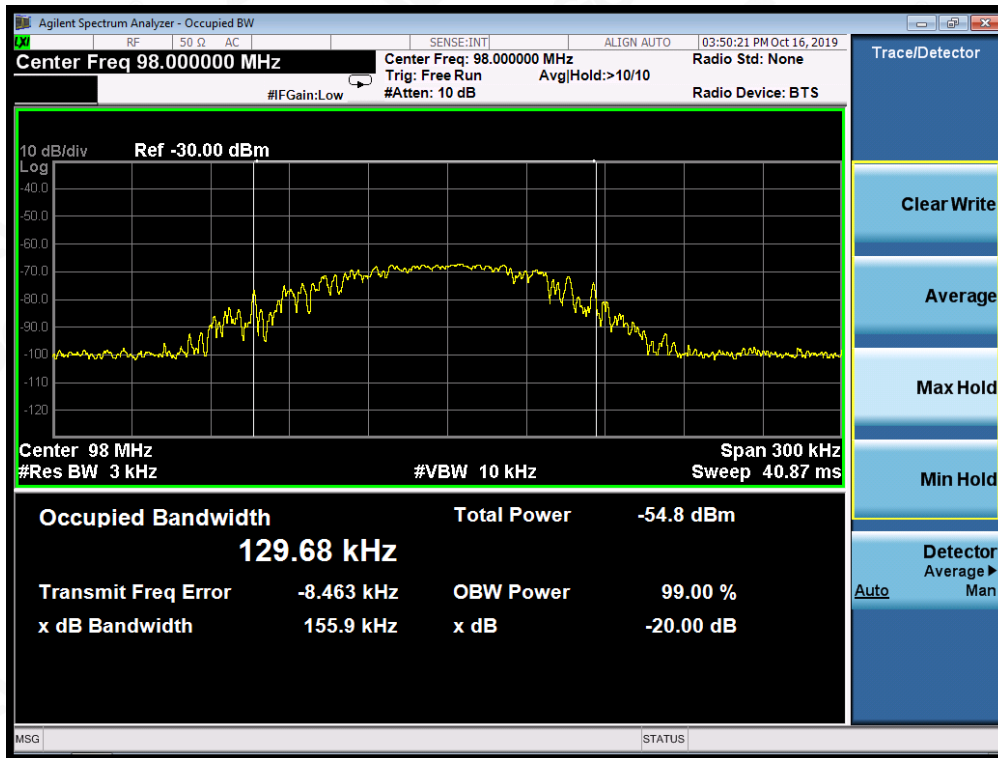 Agilent Spectrum Analyzer - Occupied BW
LXI RF 50 Ω AC SENSE:INT ALIGN AUTO 03:50:21 PM Oct 16, 2019
Center Freq 98.000000 MHz
Center Freq: 98.000000 MHz
Radio Std: None
Trig: Free Run Avg|Hold:>10/10
#IFGain:Low
#Atten: 10 dB
Radio Device: BTS
Trace/Detector
10 dB/div Ref -30.00 dBm
Log
-40.0
-50.0
-60.0
-70.0
-80.0
-90.0
-100
-110
-120
Center 98 MHz Span 300 kHz
#Res BW 3 kHz #VBW 10 kHz Sweep 40.87 ms
Occupied Bandwidth Total Power -54.8 dBm
129.68 kHz
Transmit Freq Error -8.463 kHz OBW Power 99.00 %
x dB Bandwidth 155.9 kHz x dB -20.00 dB
Clear Write
Average
Max Hold
Min Hold
Detector
Average
Auto Man
MSG STATUS